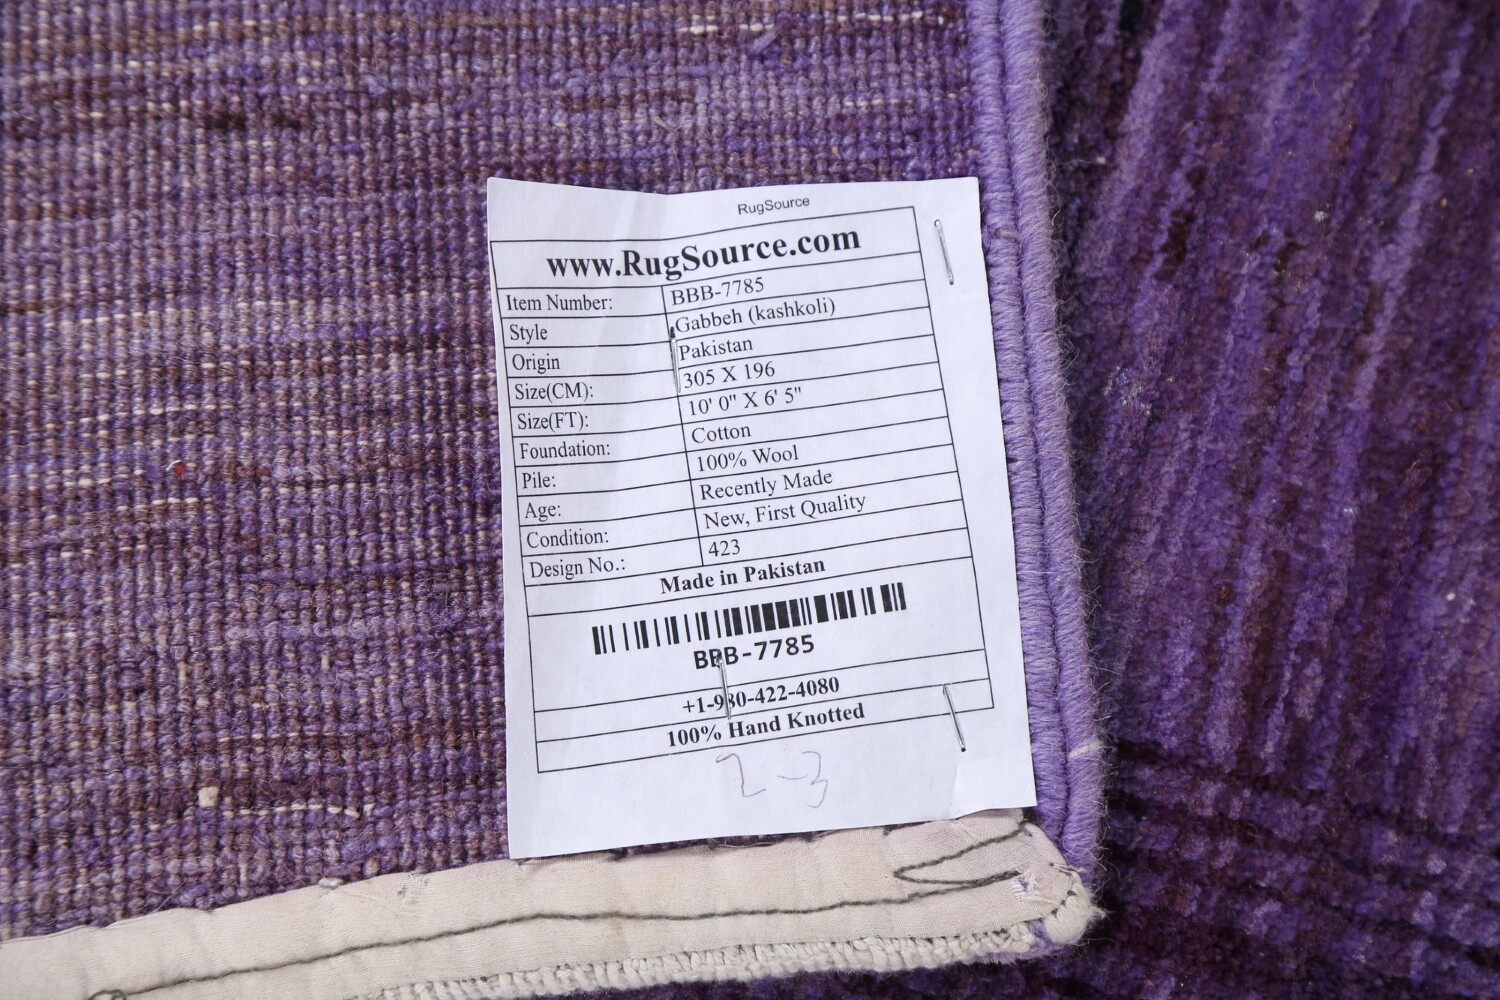 RugSource
www.RugSource.com
Item Number: BBB-7785
Style Gabbeh (kashkoli)
Origin Pakistan
Size(CM): 305 X 196
Size(FT): 10' 0" X 6' 5"
Foundation: Cotton
Pile: 100% Wool
Age: Recently Made
Condition: New, First Quality
Design No.: 423
Made in Pakistan
BBB-7785
+1-980-422-4080
100% Hand Knotted
2-3